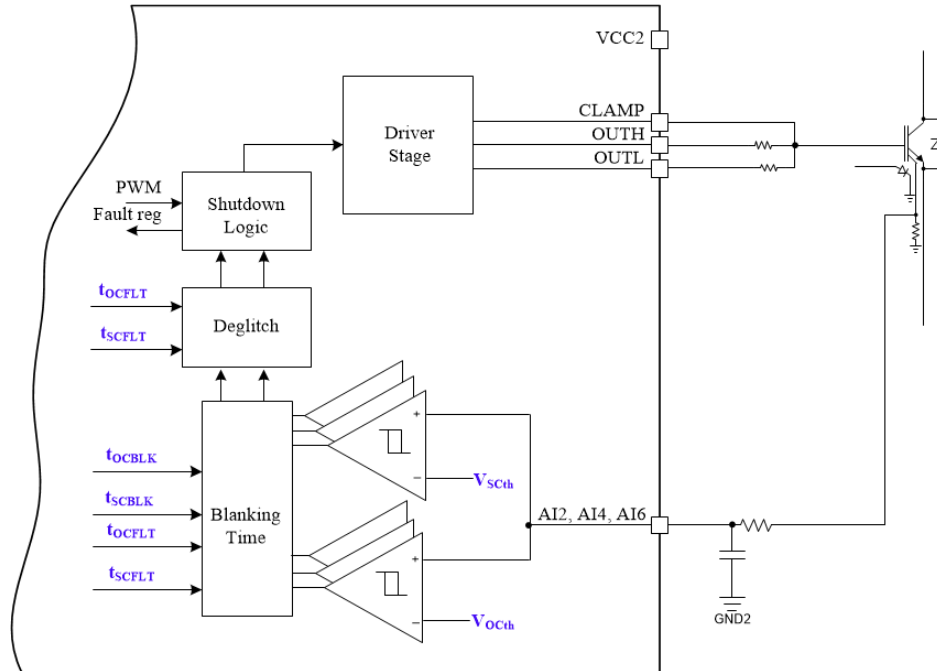 VCC2
CLAMP
OUTH
OUTL
Driver
Stage
PWM
Fault reg
Shutdown
Logic
Z
tOCFLT
tSCFLT
Deglitch
+
−
VSCth
tOCBLK
tSCBLK
tOCFLT
tSCFLT
Blanking
Time
AI2, AI4, AI6
+
−
VOCth
GND2